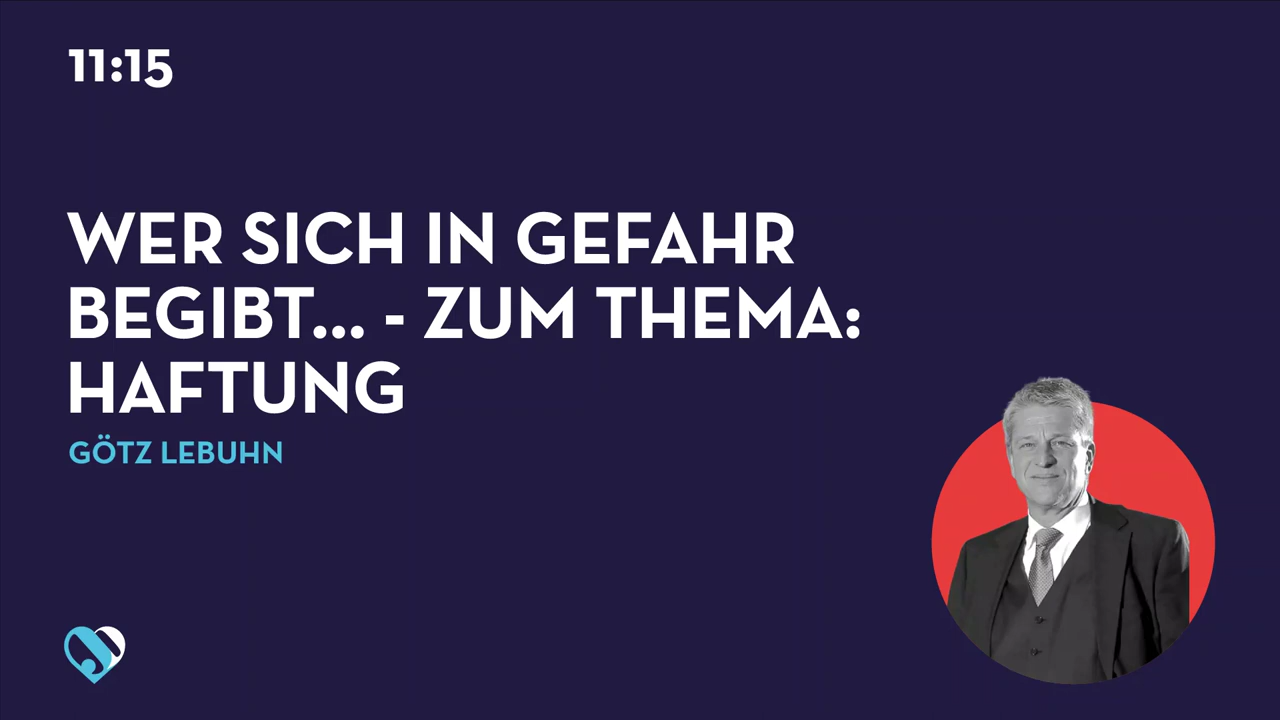 11:15
WER SICH IN GEFAHR
BEGIBT... - ZUM THEMA:
HAFTUNG
GÖTZ LEBUHN